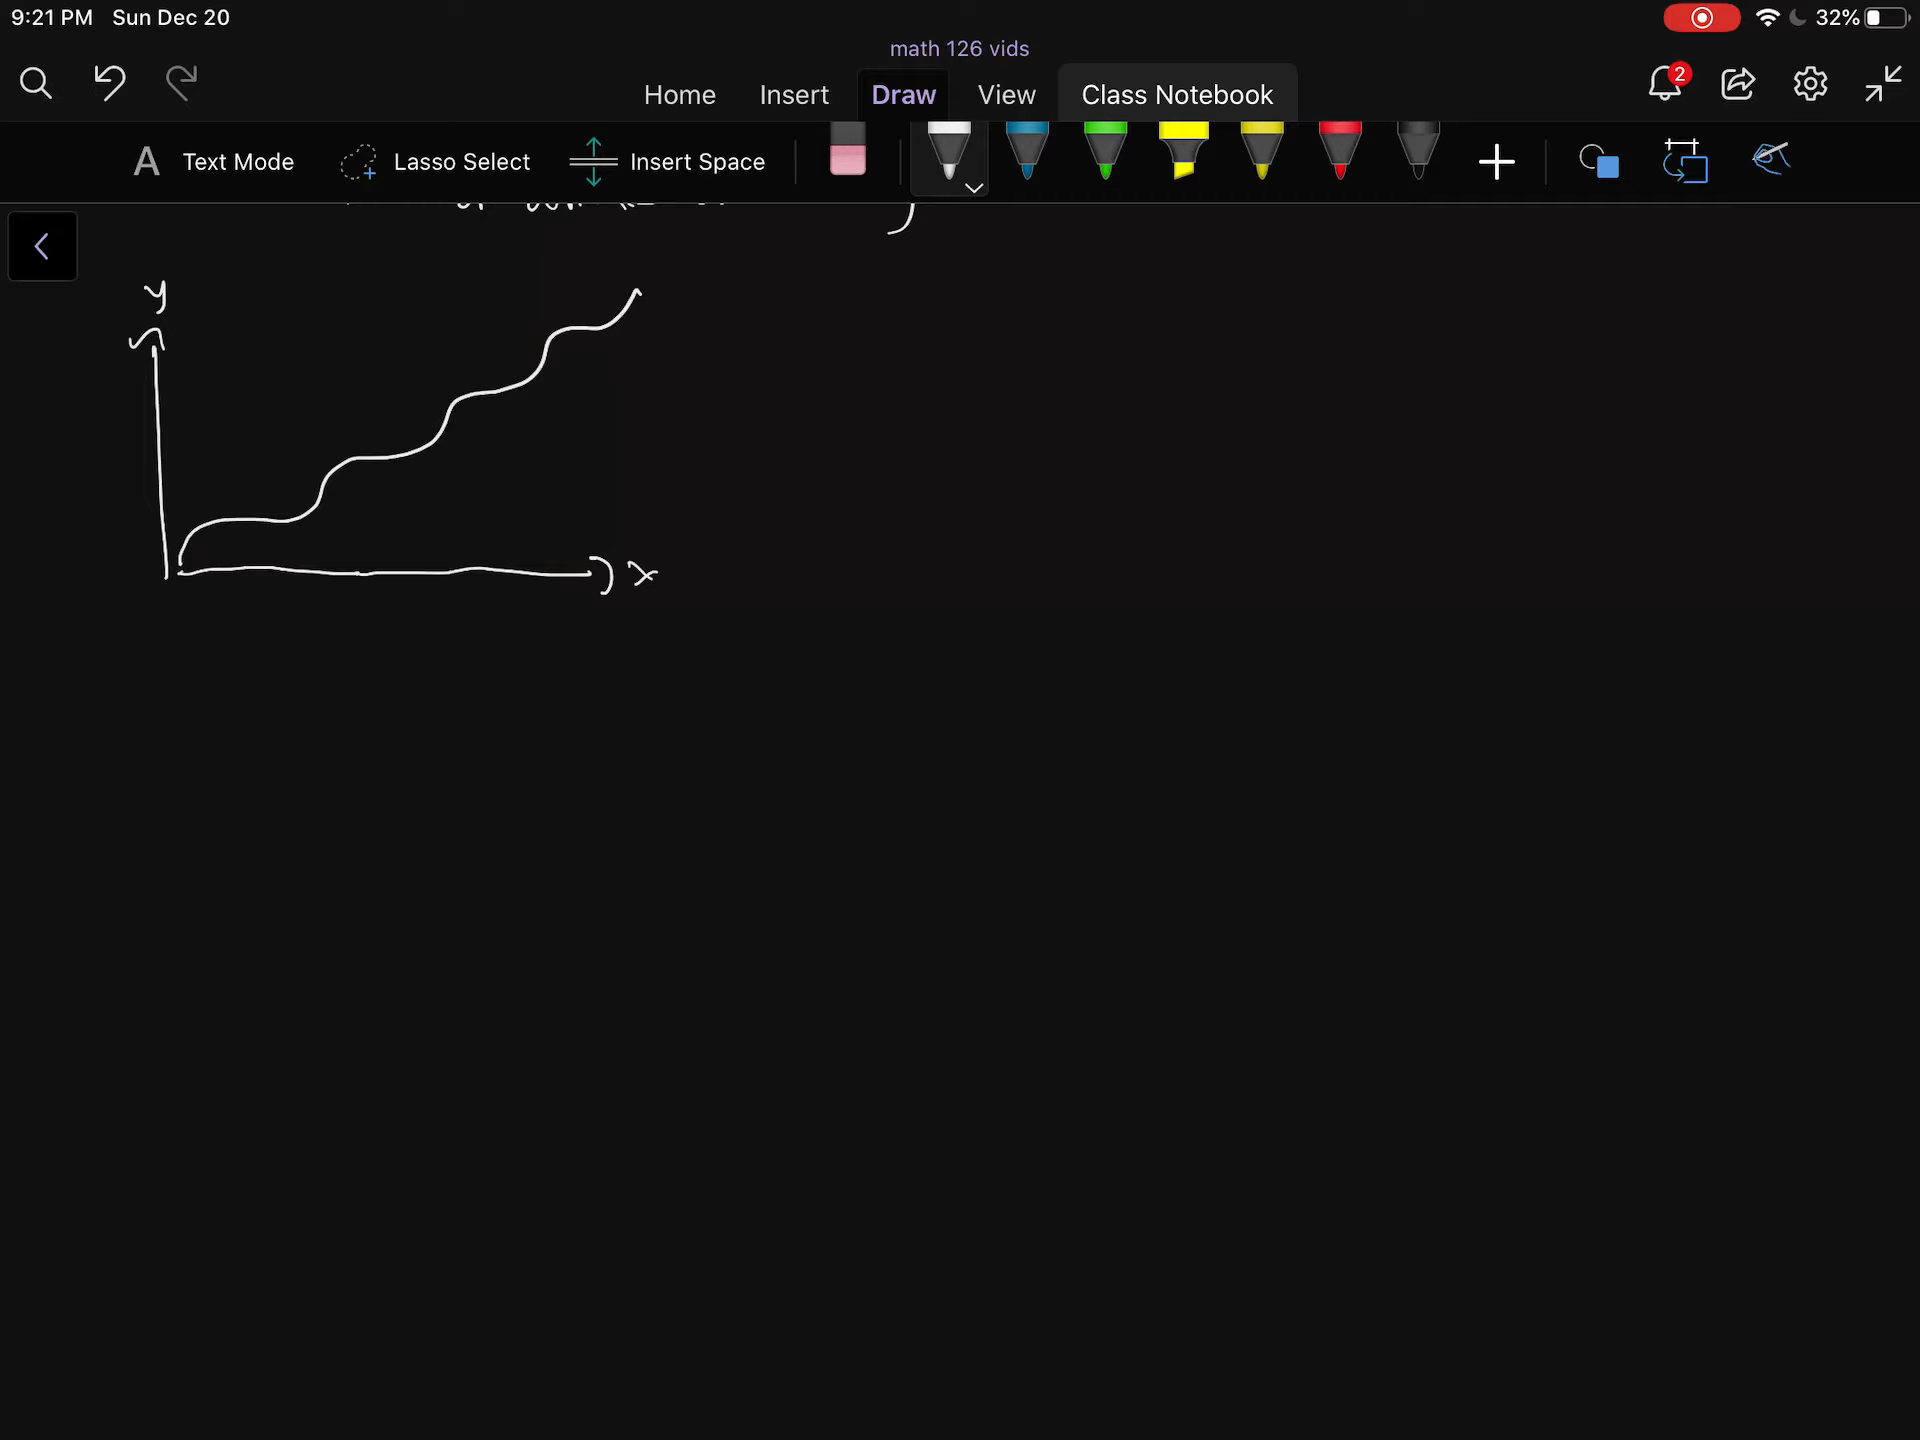 9:21 PM Sun Dec 20 32%
math 126 vids
Home Insert Draw View Class Notebook 2
A Text Mode Lasso Select Insert Space
y
x